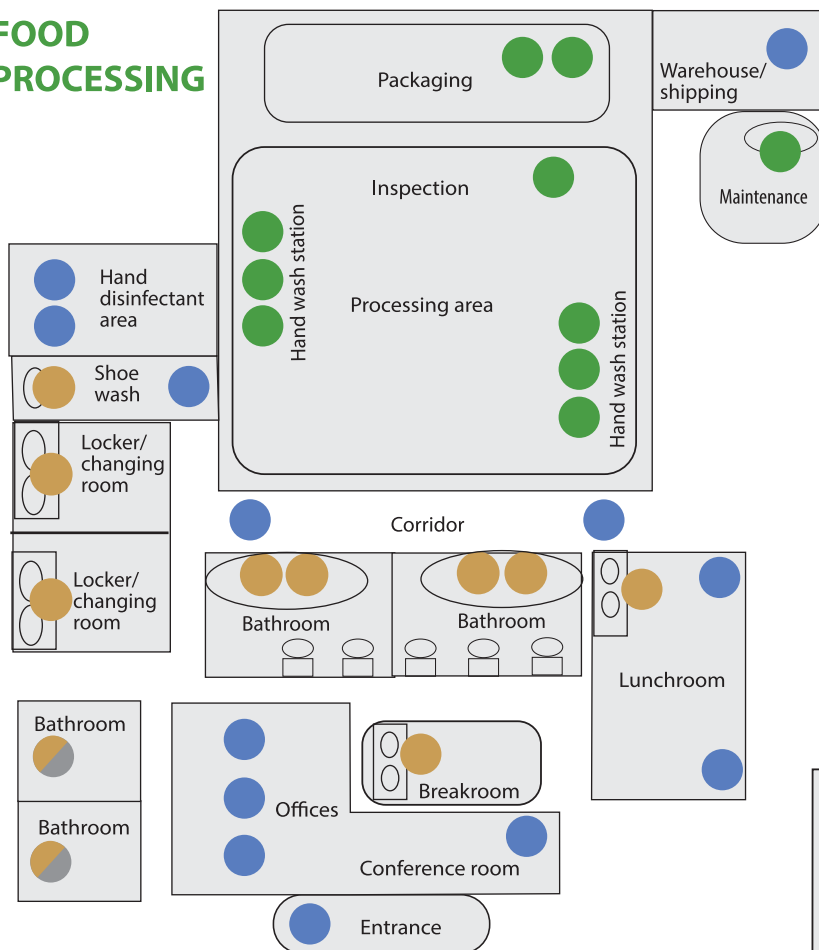 FOOD
PROCESSING
Packaging
Warehouse/
shipping
Maintenance
Inspection
Hand wash station
Processing area
Hand wash station
Hand
disinfectant
area
Shoe
wash
Locker/
changing
room
Corridor
Locker/
changing
room
Bathroom
Bathroom
Lunchroom
Bathroom
Breakroom
Offices
Bathroom
Conference room
Entrance